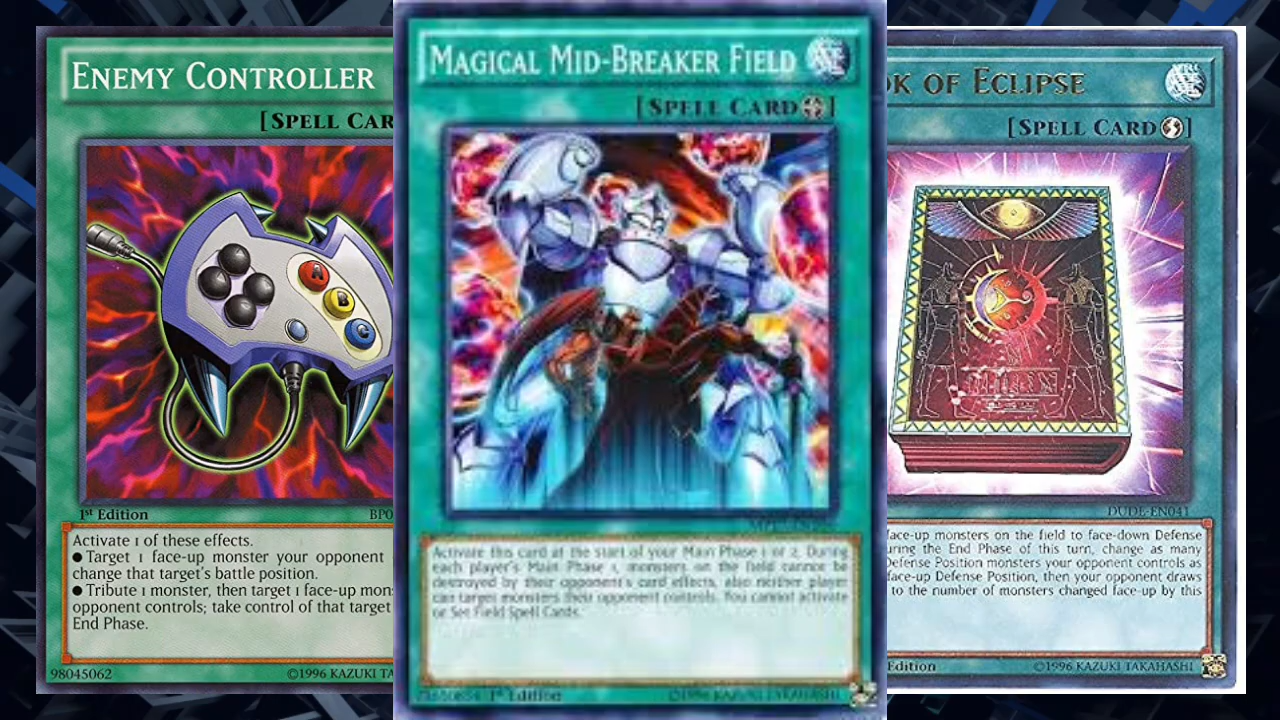 ENEMY CONTROLLER
[SPELL CAR
A
B
C
1st Edition
BP0
Activate 1 of these effects.
● Target 1 face-up monster your opponent
change that target's battle position.
● Tribute 1 monster, then target 1 face-up mon
opponent controls; take control of that target
End Phase.
98045062
©1996 KAZUKI TA
MAGICAL MID-BREAKER FIELD
[SPELL CARD]
Activate this card at the start of your Main Phase 1 or 2. During
each player's Main Phase 1, monsters on the field cannot be
destroyed by their opponent's card effects, also neither player
can target monsters their opponent controls. You cannot activate
or Set Field Spell Cards.
1st Edition
©1996 KAZUKI TAKAHASHI
OK OF ECLIPSE
[SPELL CARD]
DUDE-EN041
face-up monsters on the field to face-down Defense
uring the End Phase of this turn, change as many
Defense Position monsters your opponent controls as
face-up Defense Position, then your opponent draws
to the number of monsters changed face-up by this
Edition
©1996 KAZUKI TAKAHASHI